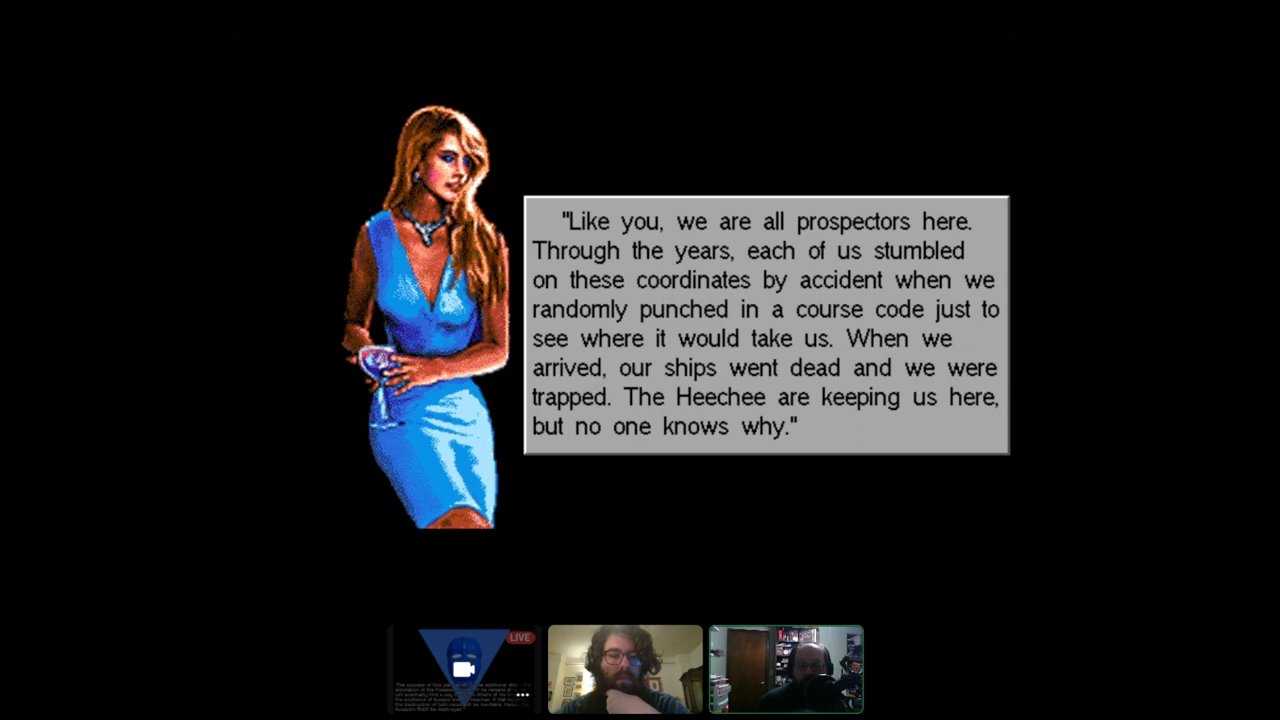 "Like you, we are all prospectors here.
Through the years, each of us stumbled
on these coordinates by accident when we
randomly punched in a course code just to
see where it would take us. When we
arrived, our ships went dead and we were
trapped. The Heechee are keeping us here,
but no one knows why."
LIVE